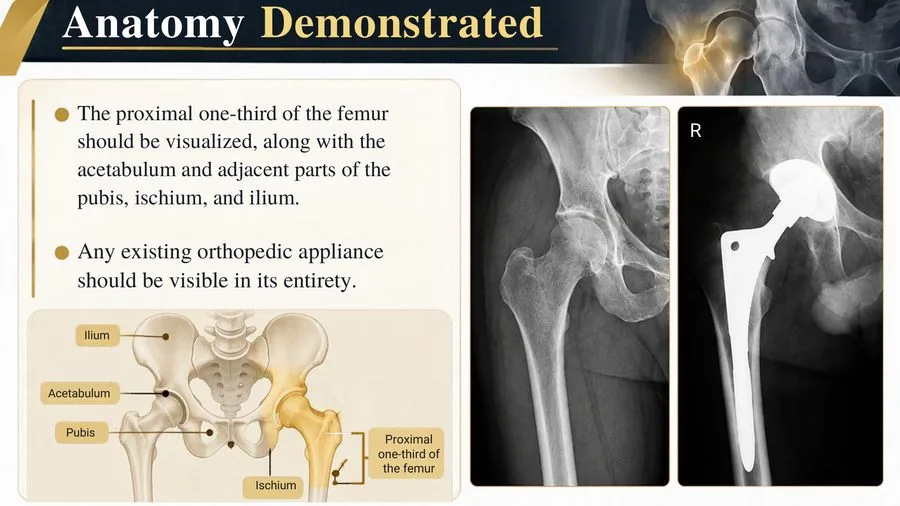 Anatomy Demonstrated
The proximal one-third of the femur
should be visualized, along with the
acetabulum and adjacent parts of the
pubis, ischium, and ilium.
Any existing orthopedic appliance
should be visible in its entirety.
Ilium
Acetabulum
Pubis
Ischium
Proximal
one-third of
the femur
R